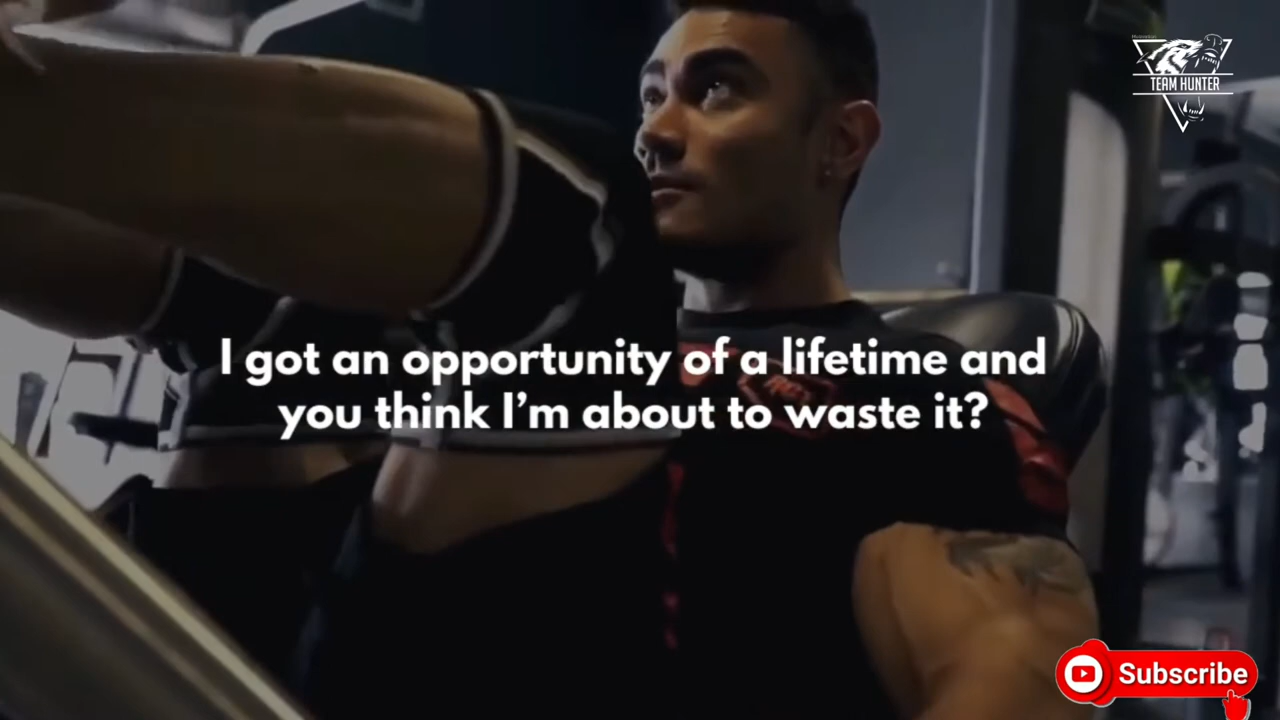 TEAM HUNTER
I got an opportunity of a lifetime and
you think I'm about to waste it?
Subscribe